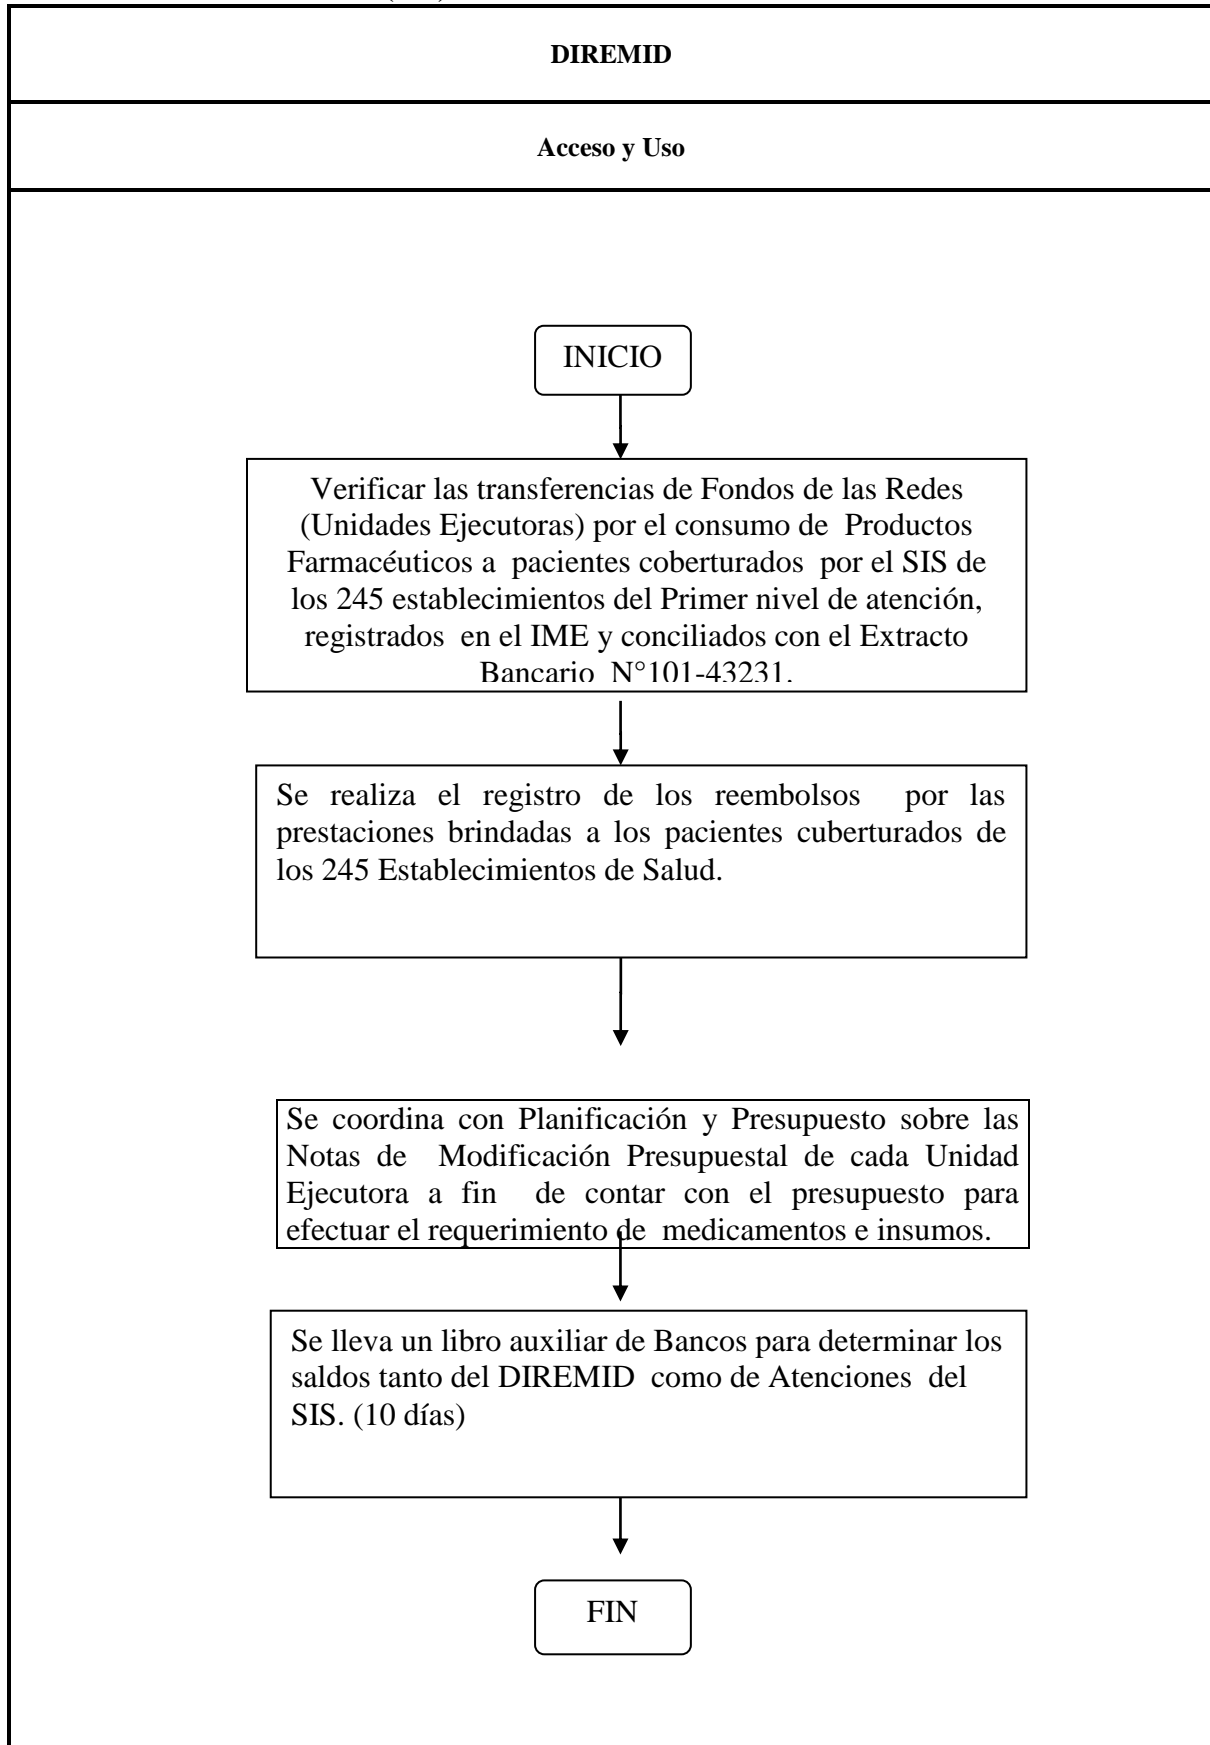 DIREMID
Acceso y Uso
INICIO
Verificar las transferencias de Fondos de las Redes
(Unidades Ejecutoras) por el consumo de Productos
Farmacéuticos a pacientes coberturados por el SIS de
los 245 establecimientos del Primer nivel de atención,
registrados en el IME y conciliados con el Extracto
Bancario N°101-43231.
Se realiza el registro de los reembolsos por las
prestaciones brindadas a los pacientes cuberturados de
los 245 Establecimientos de Salud.
Se coordina con Planificación y Presupuesto sobre las
Notas de Modificación Presupuestal de cada Unidad
Ejecutora a fin de contar con el presupuesto para
efectuar el requerimiento de medicamentos e insumos.
Se lleva un libro auxiliar de Bancos para determinar los
saldos tanto del DIREMID como de Atenciones del
SIS. (10 días)
FIN